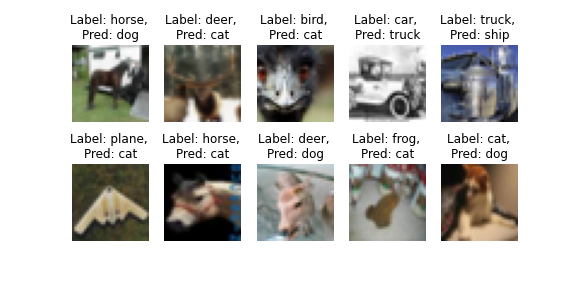 Label: horse,
Pred: dog
Label: deer,
Pred: cat
Label: bird,
Pred: cat
Label: car,
Pred: truck
Label: truck,
Pred: ship
Label: plane,
Pred: cat
Label: horse,
Pred: cat
Label: deer,
Pred: dog
Label: frog,
Pred: cat
Label: cat,
Pred: dog